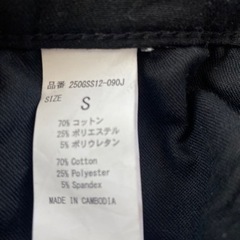 品番 250GSS12-090J
SIZE S
70% コットン
25% ポリエステル
5% ポリウレタン
70% Cotton
25% Polyester
5% Spandex
MADE IN CAMBODIA